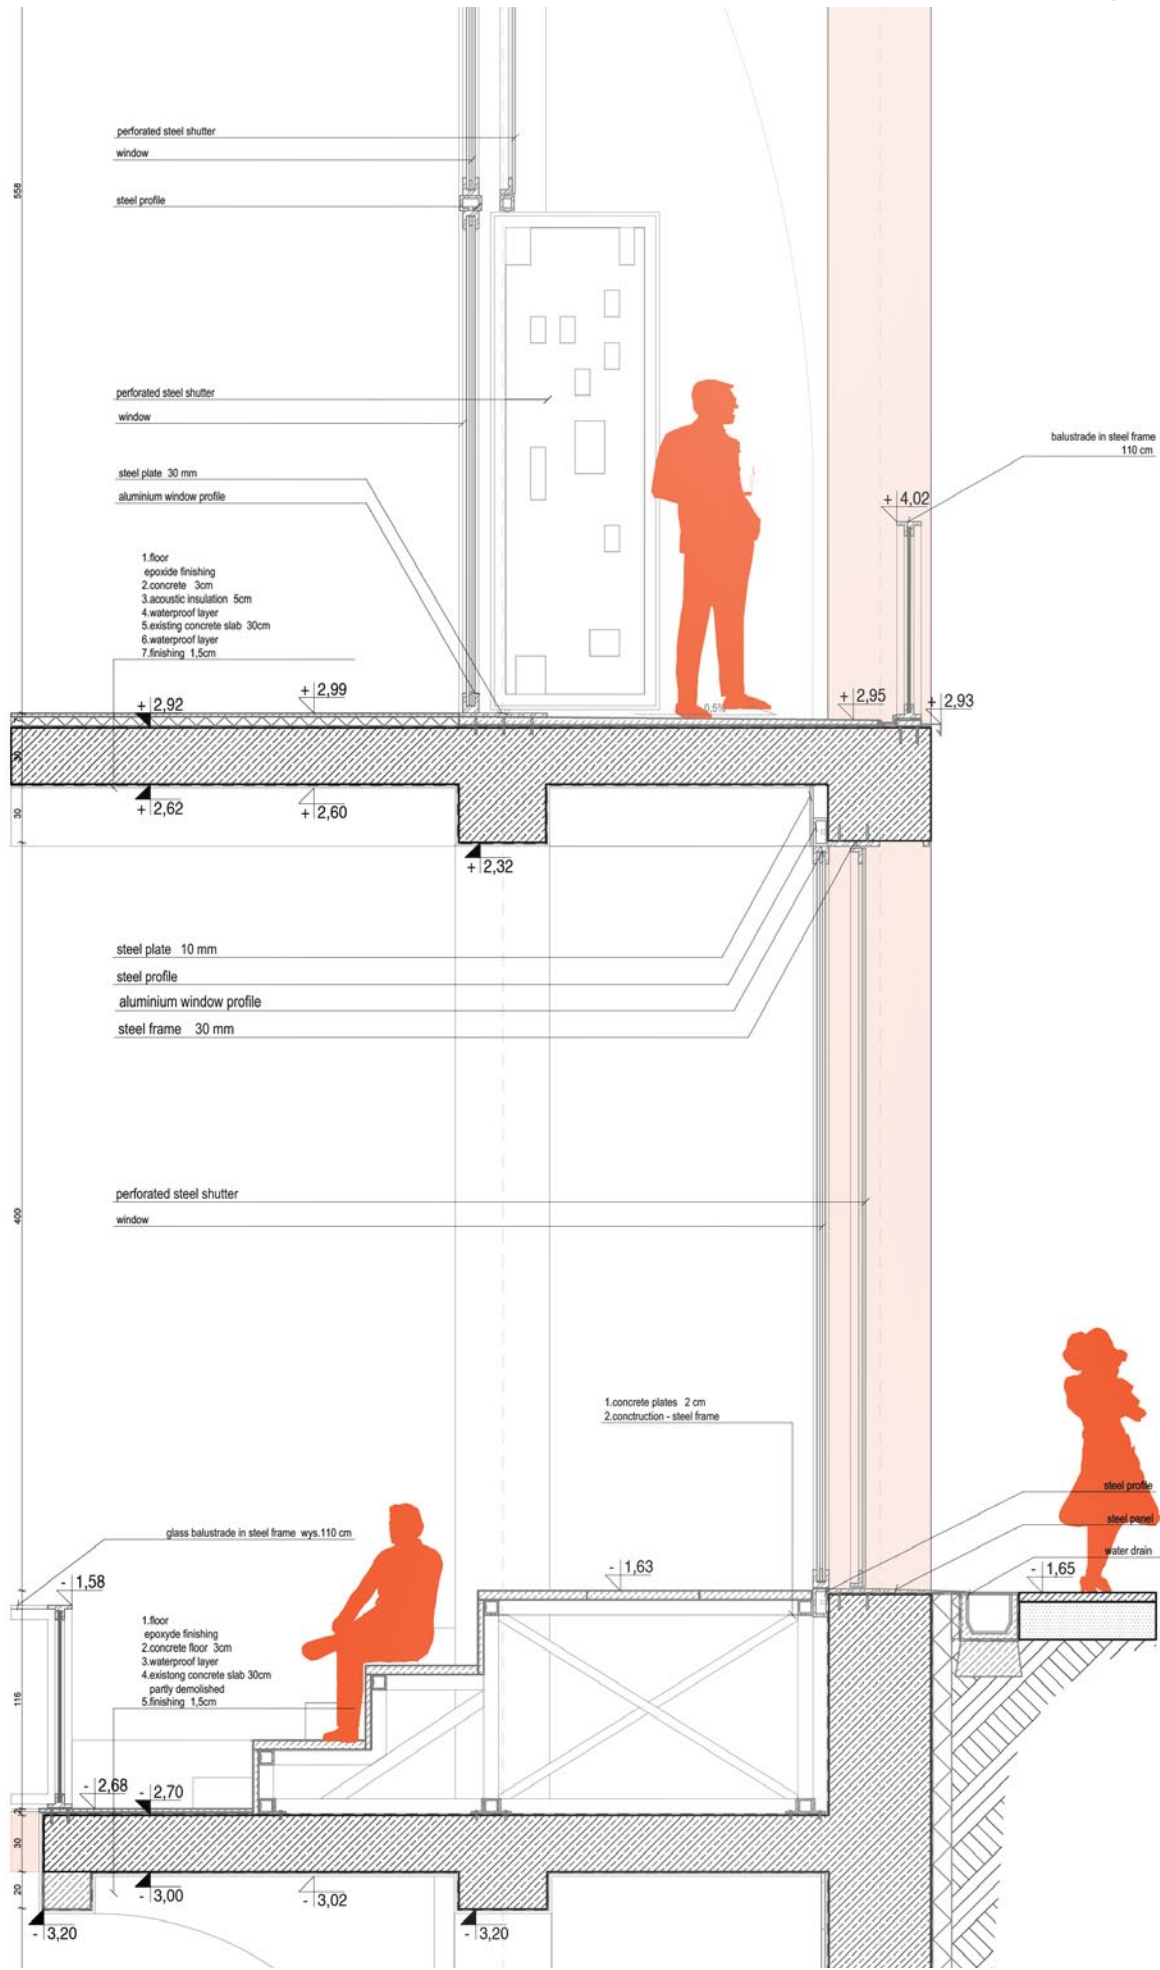 perforated steel shutter
window
558
steel profile
perforated steel shutter
window
balustrade in steel frame
110 cm
steel plate 30 mm
aluminium window profile
+ 4,02
1.floor
epoxide finishing
2.concrete 3cm
3.acoustic insulation 5cm
4.waterproof layer
5.existing concrete slab 30cm
6.waterproof layer
7.finishing 1,5cm
+ 2,92
+ 2,99
0,5%
+ 2,95
+ 2,93
7
30
+ 2,62
+ 2,60
30
+ 2,32
steel plate 10 mm
steel profile
aluminium window profile
steel frame 30 mm
perforated steel shutter
window
400
1.concrete plates 2 cm
2.conctruction - steel frame
steel profile
steel panel
water drain
glass balustrade in steel frame wys.110 cm
- 1,58
- 1,63
- 1,65
1.floor
epoxyde finishing
2.concrete floor 3cm
3.waterproof layer
4.existong concrete slab 30cm
partly demolished
5.finishing 1,5cm
116
- 2,68
- 2,70
2
30
20
- 3,00
- 3,02
- 3,20
- 3,20